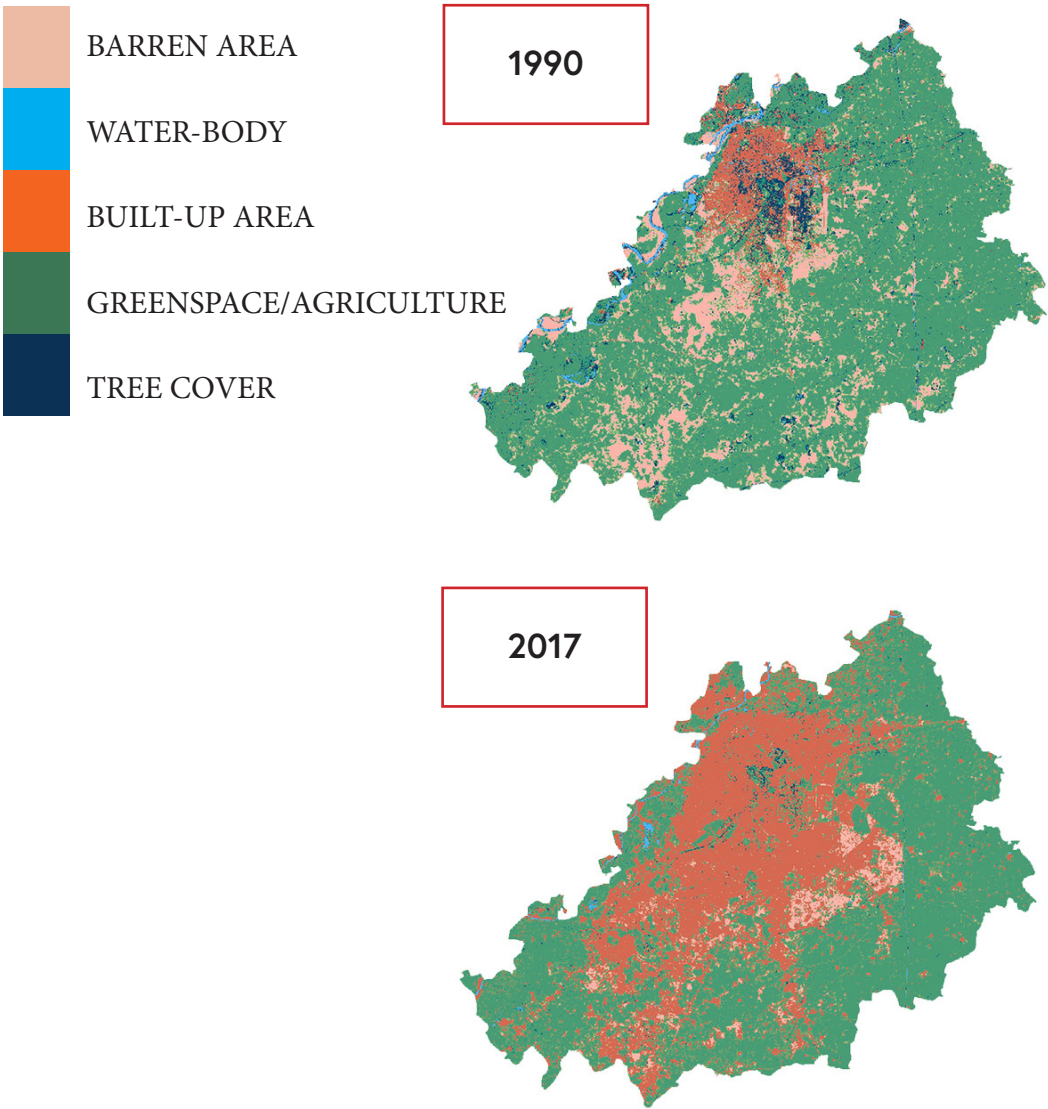 BARREN AREA
WATER-BODY
BUILT-UP AREA
GREENSPACE/AGRICULTURE
TREE COVER
1990
2017